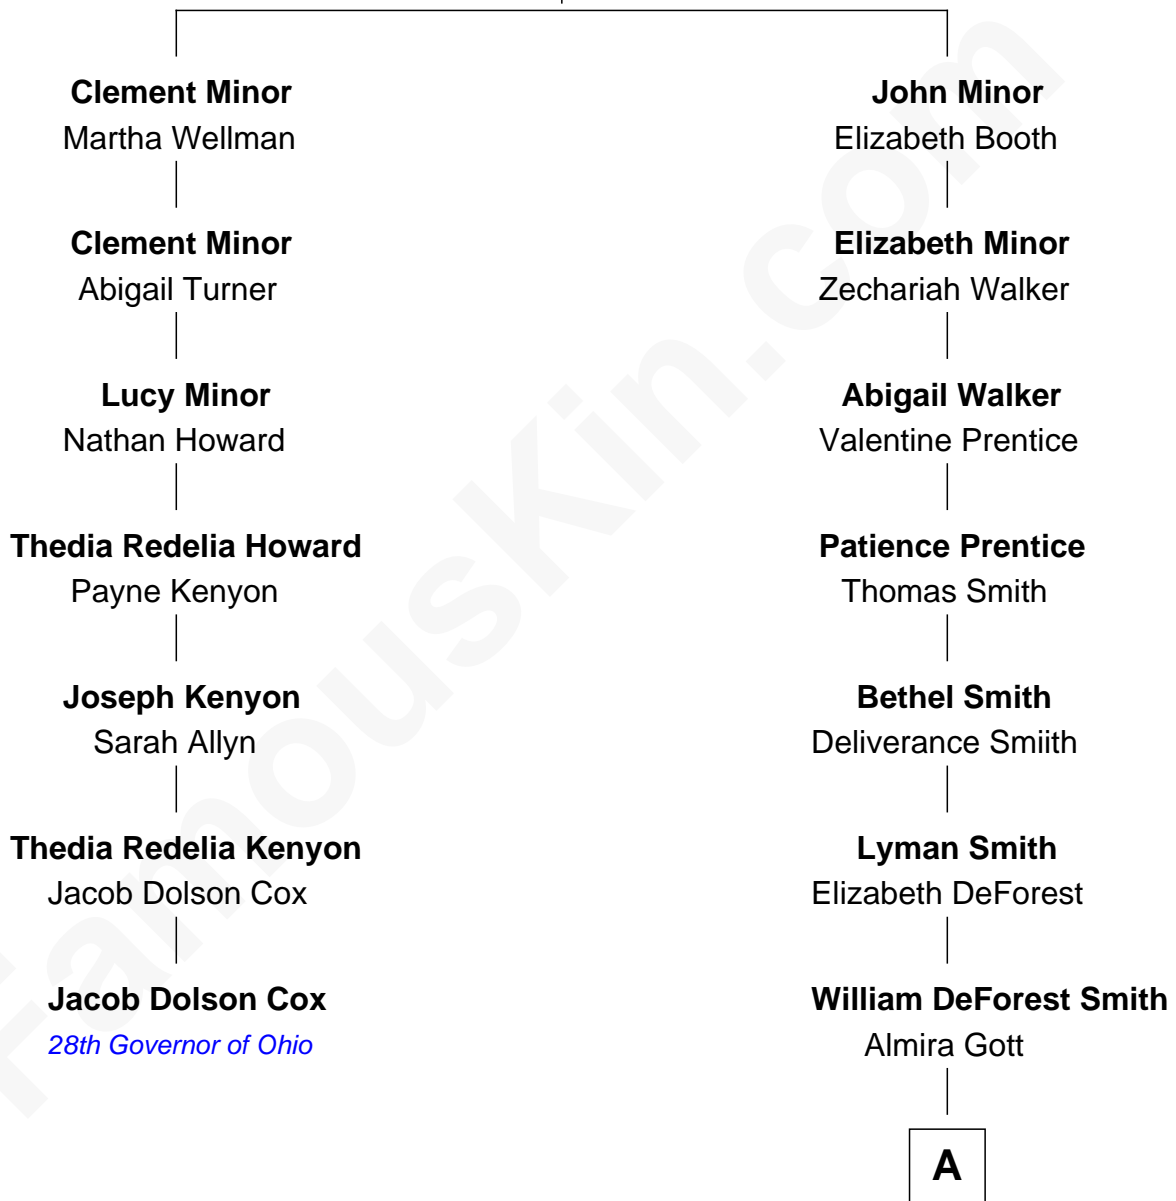 Clement Minor
Martha Wellman
Clement Minor
Abigail Turner
Lucy Minor
Nathan Howard
Thedia Redelia Howard
Payne Kenyon
Joseph Kenyon
Sarah Allyn
Thedia Redelia Kenyon
Jacob Dolson Cox
Jacob Dolson Cox
28th Governor of Ohio
John Minor
Elizabeth Booth
Elizabeth Minor
Zechariah Walker
Abigail Walker
Valentine Prentice
Patience Prentice
Thomas Smith
Bethel Smith
Deliverance Smiith
Lyman Smith
Elizabeth DeForest
William DeForest Smith
Almira Gott
A
FamousKin.com